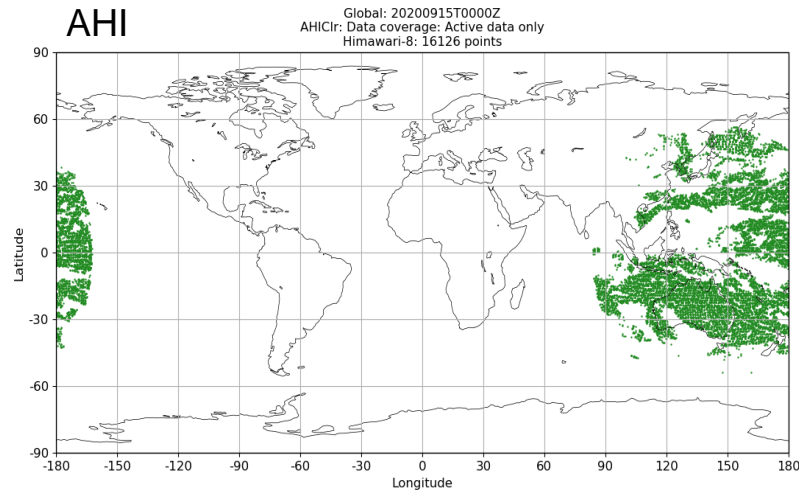 AHI
Global: 20200915T0000Z
AHIClr: Data coverage: Active data only
Himawari-8: 16126 points
90
60
30
0
-30
-60
-90
Latitude
-180 -150 -120 -90 -60 -30 0 30 60 90 120 150 180
Longitude